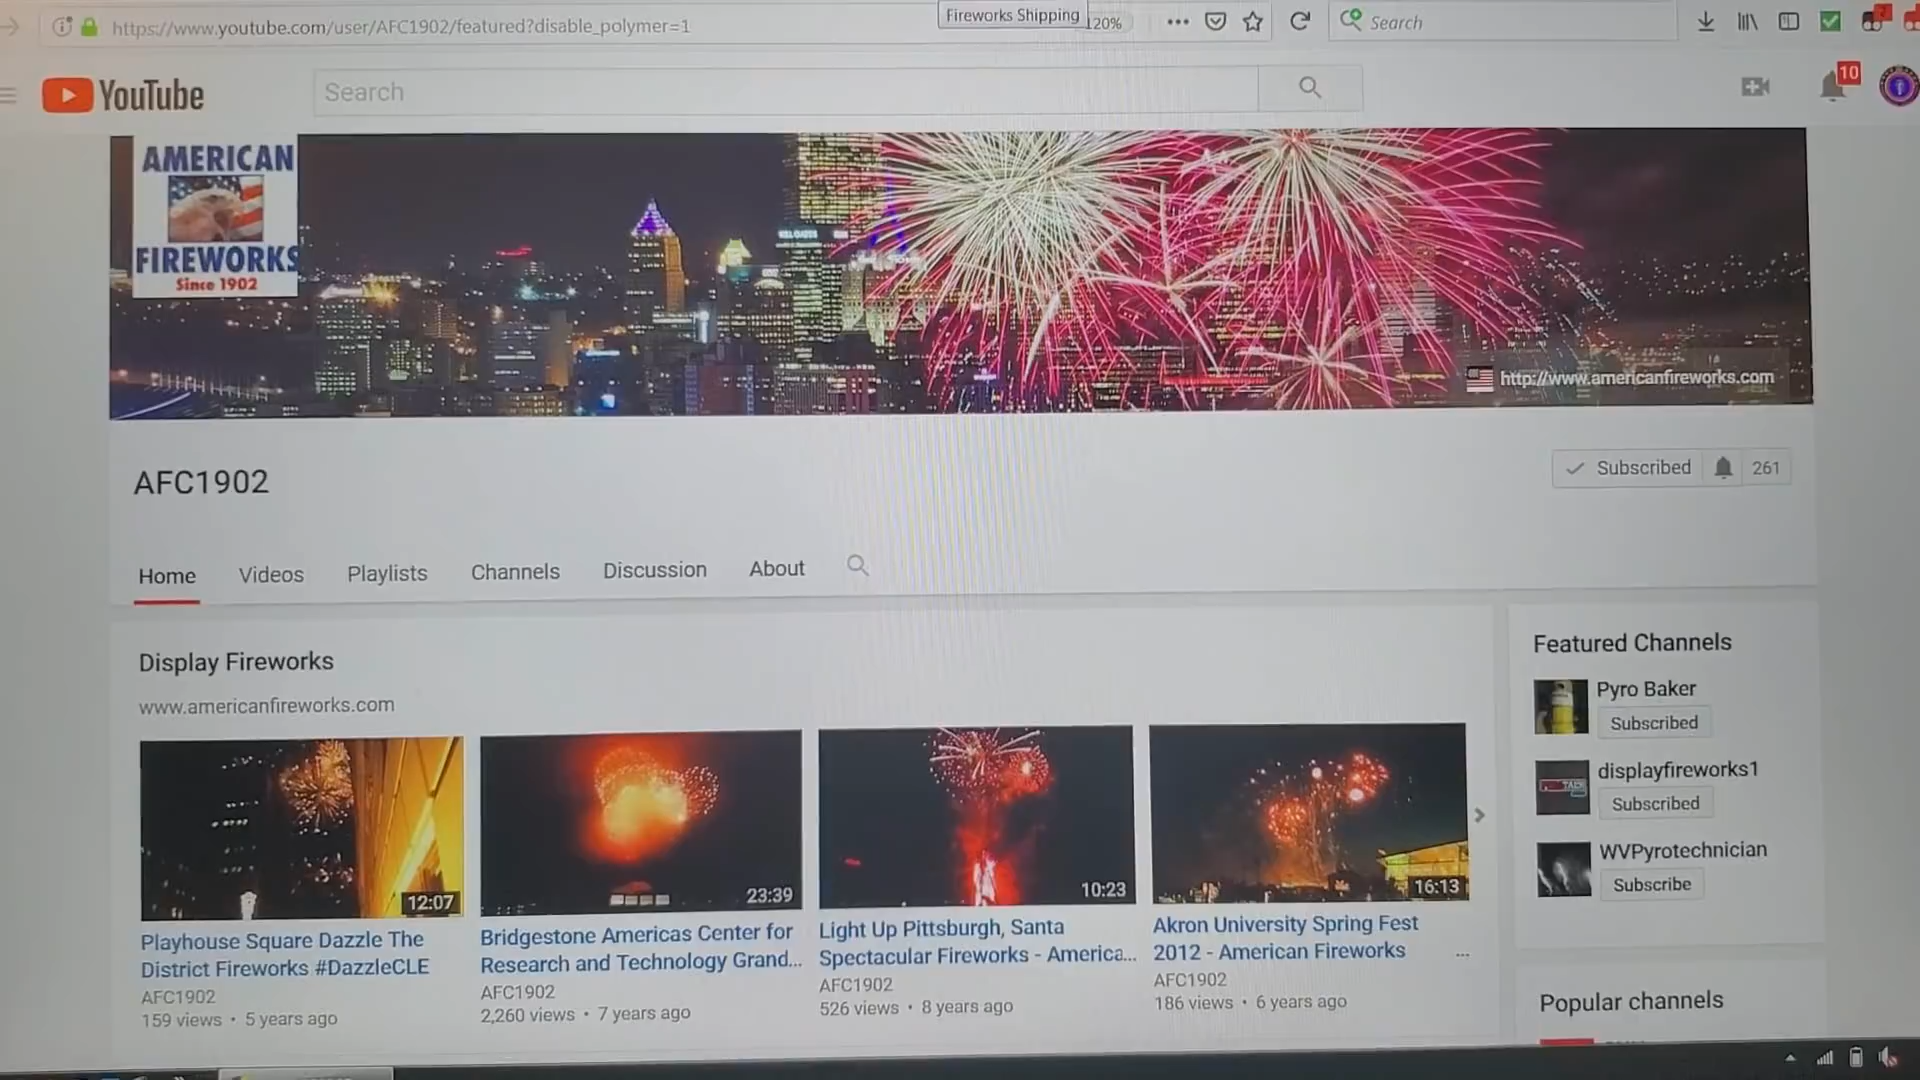 https://www.youtube.com/user/AFC1902/featured?disable_polymer=1
Fireworks Shipping
120%
Search
YouTube
Search
10
AMERICAN
FIREWORKS
Since 1902
http://www.americanfireworks.com
AFC1902
Subscribed 261
Home Videos Playlists Channels Discussion About
Display Fireworks
www.americanfireworks.com
12:07
Playhouse Square Dazzle The
District Fireworks #DazzleCLE
AFC1902
159 views • 5 years ago
23:39
Bridgestone Americas Center for
Research and Technology Grand...
AFC1902
2,260 views • 7 years ago
10:23
Light Up Pittsburgh, Santa
Spectacular Fireworks - America...
AFC1902
526 views • 8 years ago
16:13
Akron University Spring Fest
2012 - American Fireworks
AFC1902
186 views • 6 years ago
Featured Channels
Pyro Baker
Subscribed
displayfireworks1
Subscribed
WVPyrotechnician
Subscribe
Popular channels